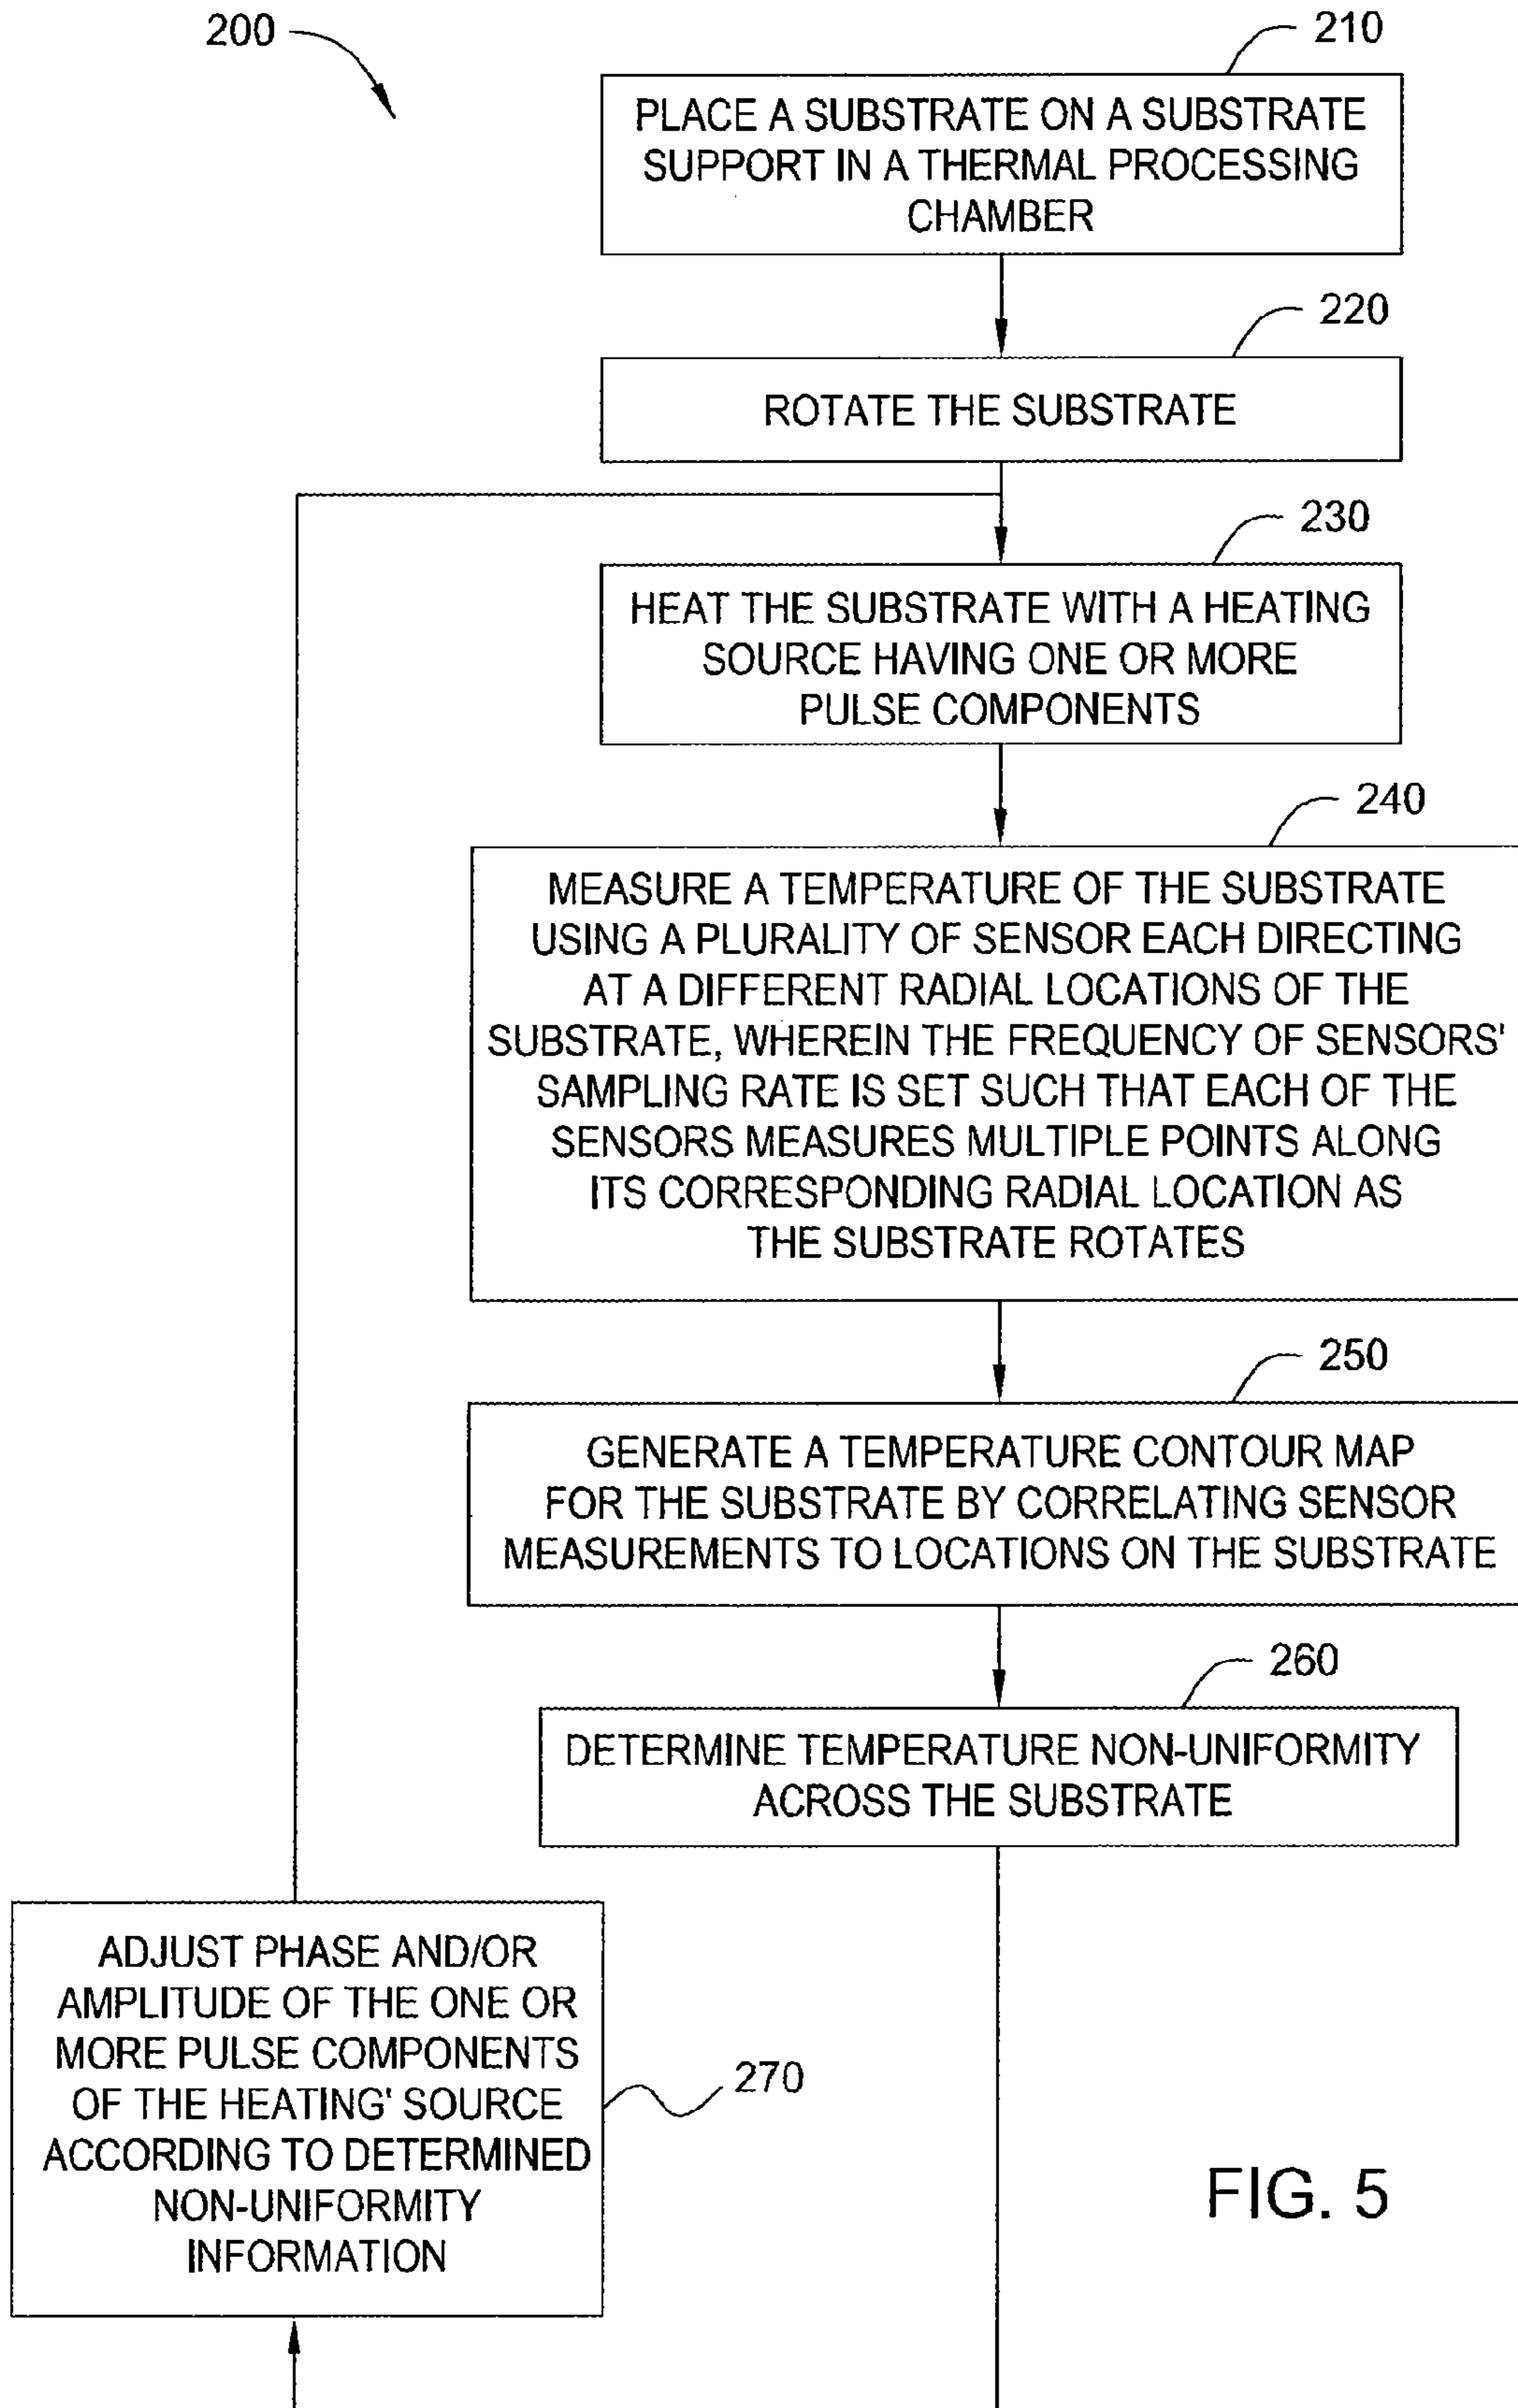 200
210
PLACE A SUBSTRATE ON A SUBSTRATE
SUPPORT IN A THERMAL PROCESSING
CHAMBER
220
ROTATE THE SUBSTRATE
230
HEAT THE SUBSTRATE WITH A HEATING
SOURCE HAVING ONE OR MORE
PULSE COMPONENTS
240
MEASURE A TEMPERATURE OF THE SUBSTRATE
USING A PLURALITY OF SENSOR EACH DIRECTING
AT A DIFFERENT RADIAL LOCATIONS OF THE
SUBSTRATE, WHEREIN THE FREQUENCY OF SENSORS'
SAMPLING RATE IS SET SUCH THAT EACH OF THE
SENSORS MEASURES MULTIPLE POINTS ALONG
ITS CORRESPONDING RADIAL LOCATION AS
THE SUBSTRATE ROTATES
250
GENERATE A TEMPERATURE CONTOUR MAP
FOR THE SUBSTRATE BY CORRELATING SENSOR
MEASUREMENTS TO LOCATIONS ON THE SUBSTRATE
260
DETERMINE TEMPERATURE NON-UNIFORMITY
ACROSS THE SUBSTRATE
ADJUST PHASE AND/OR
AMPLITUDE OF THE ONE OR
MORE PULSE COMPONENTS
OF THE HEATING' SOURCE
ACCORDING TO DETERMINED
NON-UNIFORMITY
INFORMATION
270
FIG. 5